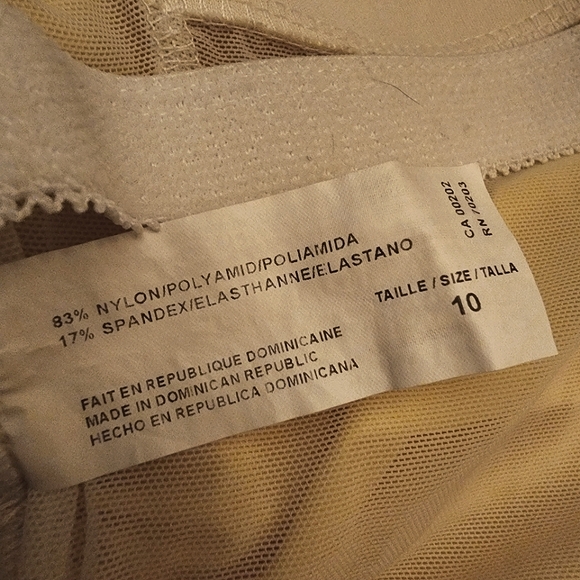 83% NYLON/POLYAMID/POLIAMIDA
17% SPANDEX/ELASTHANNE/ELASTANO
FAIT EN REPUBLIQUE DOMINICAINE
MADE IN DOMINICAN REPUBLIC
HECHO EN REPUBLICA DOMINICANA
TAILLE / SIZE / TALLA
10
CA 00202
RN 70203